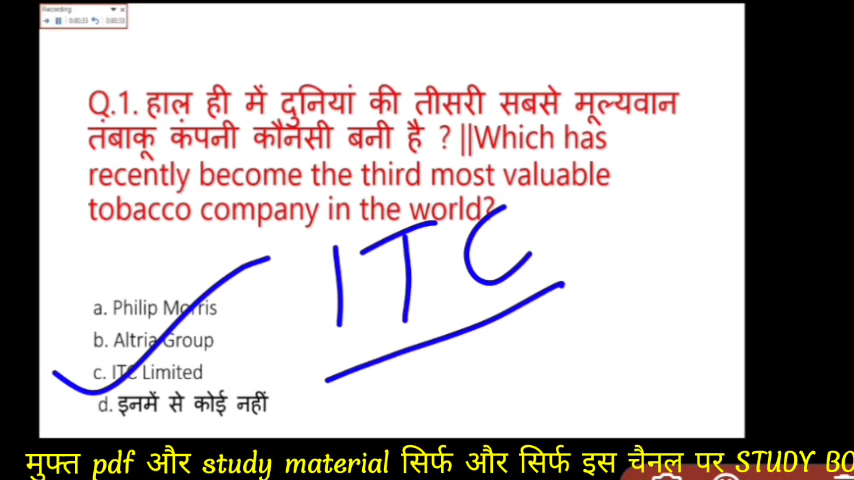 Recording
0:00:33 0:00:33
Q.1. हाल ही में दुनियां की तीसरी सबसे मूल्यवान
तंबाकू कंपनी कौनसी बनी है ? ||Which has
recently become the third most valuable
tobacco company in the world?
ITC
a. Philip Morris
b. Altria Group
c. ITC Limited
d. इनमें से कोई नहीं
मुफ्त pdf और study material सिर्फ और सिर्फ इस चैनल पर STUDY BO